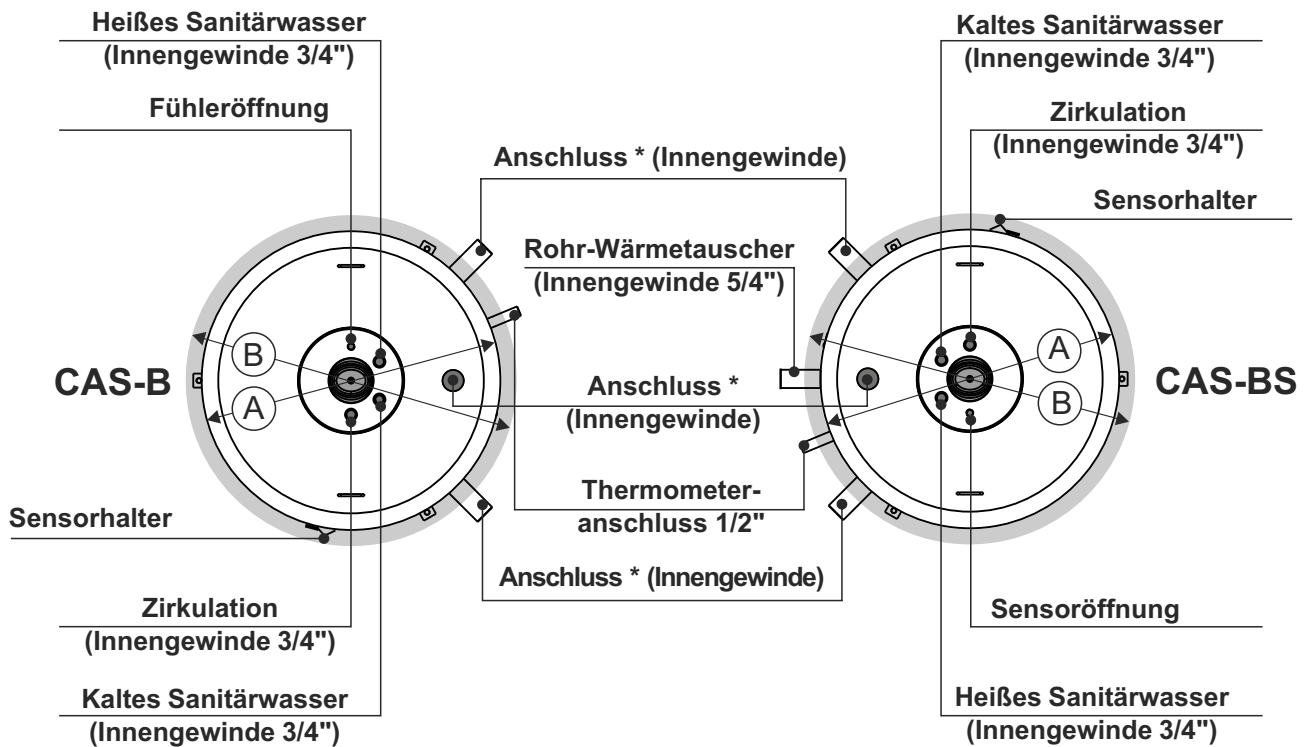 Heißes Sanitärwasser
(Innengewinde 3/4")
Fühleröffnung
Kaltes Sanitärwasser
(Innengewinde 3/4")
Zirkulation
(Innengewinde 3/4")
Anschluss * (Innengewinde)
Sensorhalter
Rohr-Wärmetauscher
(Innengewinde 5/4")
B
A
CAS-B
A
B
CAS-BS
Anschluss *
(Innengewinde)
Thermometer-
anschluss 1/2"
Sensorhalter
Anschluss * (Innengewinde)
Zirkulation
(Innengewinde 3/4")
Sensoröffnung
Kaltes Sanitärwasser
(Innengewinde 3/4")
Heißes Sanitärwasser
(Innengewinde 3/4")